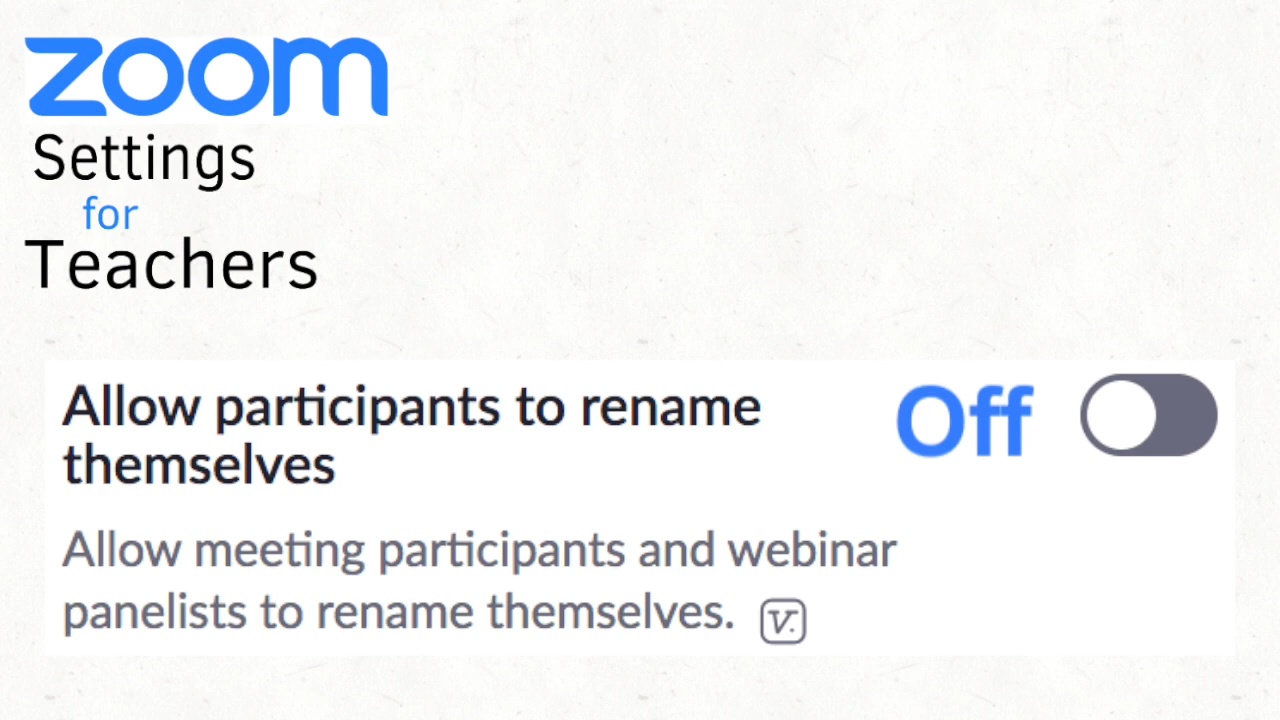 zoom
Settings
for
Teachers
Allow participants to rename
Off
themselves
Allow meeting participants and webinar
panelists to rename themselves. V.